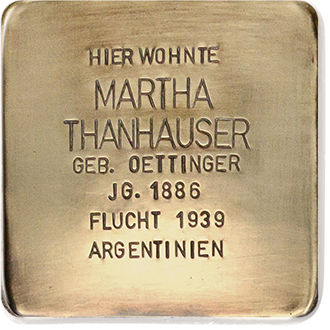 HIER WOHNTE
MARTHA
THANHAUSER
GEB. OETTINGER
JG. 1886
FLUCHT 1939
ARGENTINIEN